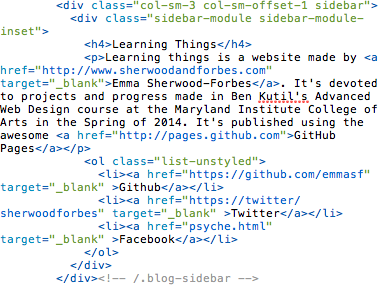 <div class="col-sm-3 col-sm-offset-1 sidebar">
<div class="sidebar-module sidebar-module-
inset">
<h4>Learning Things</h4>
<p>Learning things is a website made by <a
href="http://www.sherwoodandforbes.com"
target="_blank">Emma Sherwood-Forbes</a>. It's devoted
to projects and progress made in Ben Kutil's Advanced
Web Design course at the Maryland Institute College of
Arts in the Spring of 2014. It's published using the
awesome <a href="http://pages.github.com">GitHub
Pages</a></p>
<ol class="list-unstyled">
<li><a href="https://github.com/emmasf"
target="_blank" >Github</a></li>
<li><a href="https://twitter/
sherwoodforbes" target="_blank" >Twitter</a></li>
<li><a href="psyche.html"
target="_blank" >Facebook</a></li>
</ol>
</div>
</div><!-- /.blog-sidebar -->